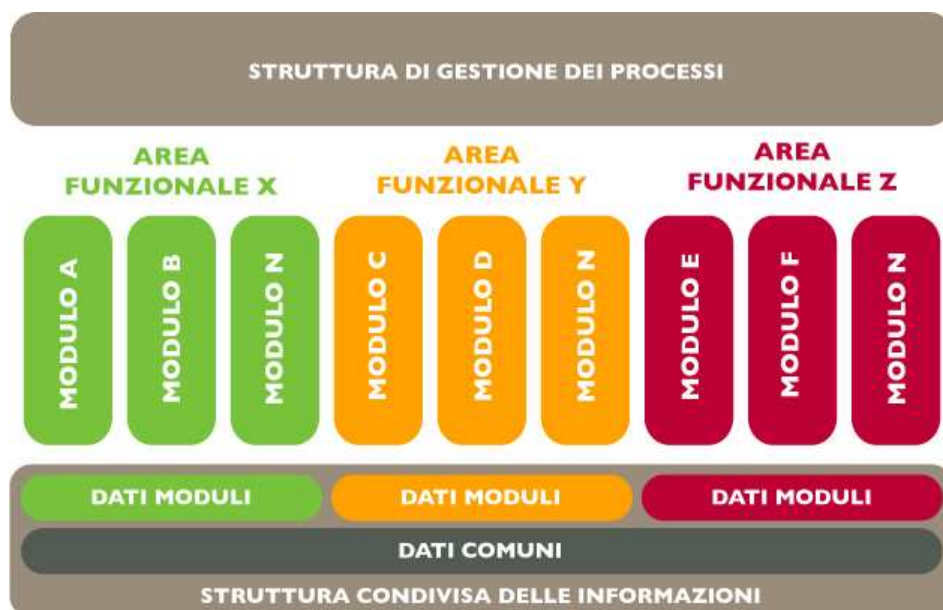 STRUTTURA DI GESTIONE DEI PROCESSI
AREA
FUNZIONALE X
AREA
FUNZIONALE Y
AREA
FUNZIONALE Z
MODULO A
MODULO B
MODULO N
MODULO C
MODULO D
MODULO N
MODULO E
MODULO F
MODULO N
DATI MODULI
DATI MODULI
DATI MODULI
DATI COMUNI
STRUTTURA CONDIVISA DELLE INFORMAZIONI